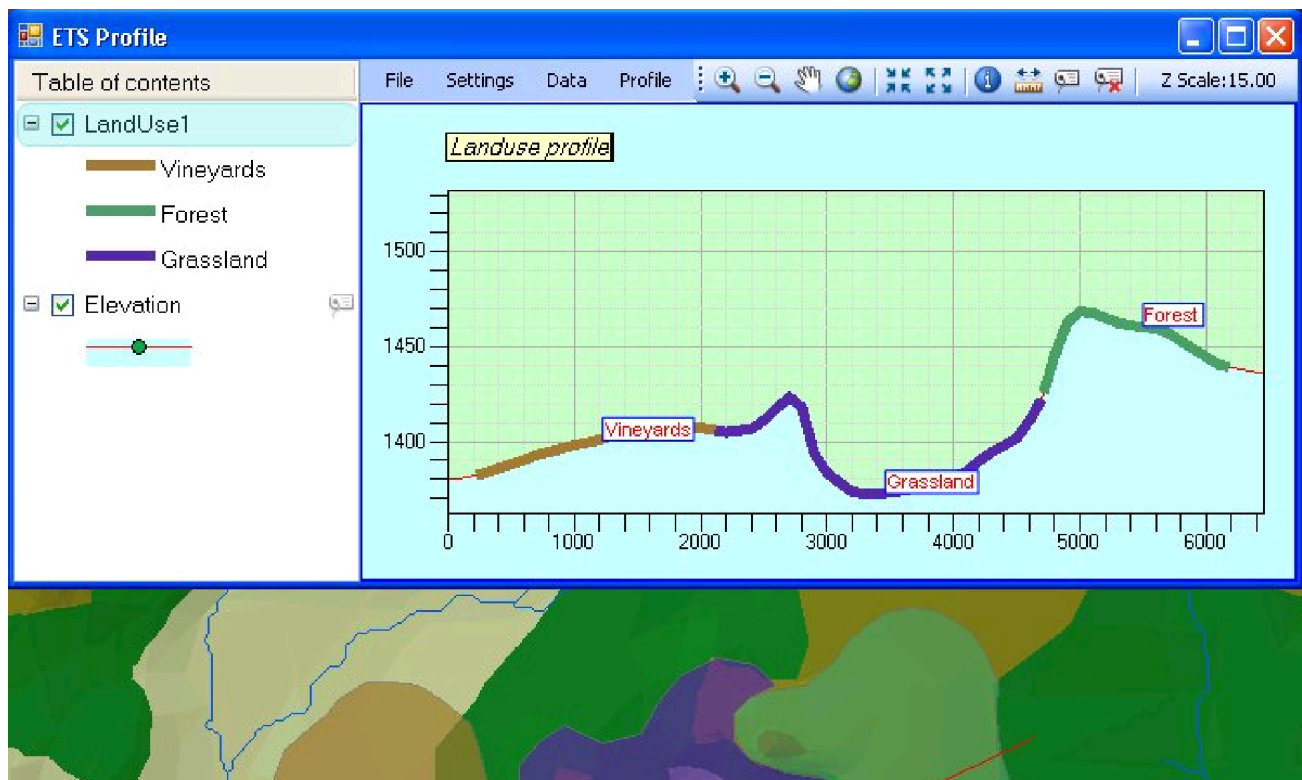 ETS Profile
Table of contents
File Settings Data Profile Z Scale:15.00
LandUse1
Vineyards
Forest
Grassland
Elevation
Landuse profile
1500
1450
1400
Vineyards
Grassland
Forest
0 1000 2000 3000 4000 5000 6000